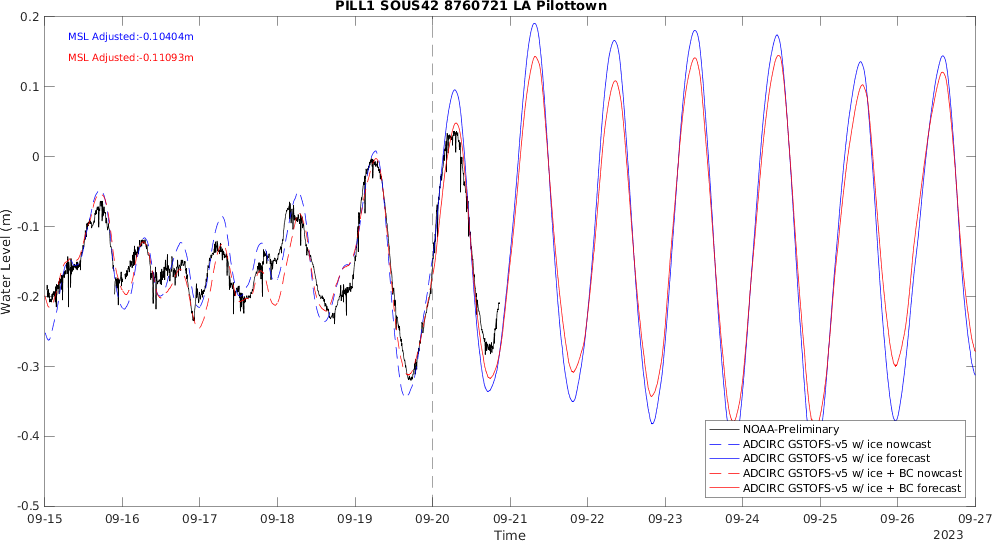 PILL1 SOUS42 8760721 LA Pilottown
MSL Adjusted:-0.10404m
MSL Adjusted:-0.11093m
0.2
0.1
0
-0.1
-0.2
-0.3
-0.4
-0.5
Water Level (m)
NOAA-Preliminary
ADCIRC GSTOFS-v5 w/ ice nowcast
ADCIRC GSTOFS-v5 w/ ice forecast
ADCIRC GSTOFS-v5 w/ ice + BC nowcast
ADCIRC GSTOFS-v5 w/ ice + BC forecast
09-15 09-16 09-17 09-18 09-19 09-20 09-21 09-22 09-23 09-24 09-25 09-26 09-27
Time
2023